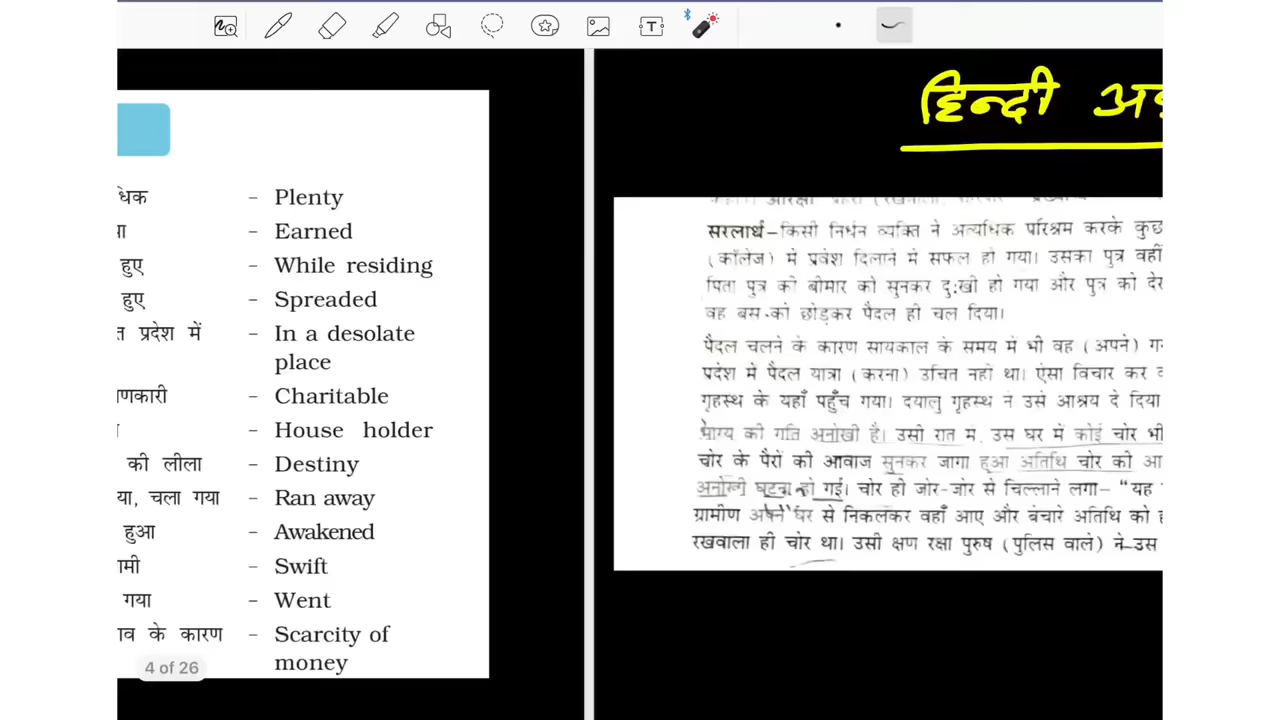 धिक - Plenty
ा - Earned
हुए - While residing
हुए - Spreaded
त प्रदेश में - In a desolate
place
ाणकारी - Charitable
- House holder
की लीला - Destiny
या, चला गया - Ran away
हुआ - Awakened
ामी - Swift
गया - Went
ाव के कारण - Scarcity of
money
4 of 26
T
हिन्दी
सरलार्थ–किसी निर्धन व्यक्ति ने अत्यधिक परिश्रम करके कुछ
(कॉलेज) में प्रवेश दिलाने में सफल हो गया। उसका पुत्र वहीं
पिता पुत्र की बीमार को सुनकर दु:खी हो गया और पुत्र को
वह बस को छोड़कर पैदल ही चल दिया।
पैदल चलने के कारण सायकाल के समय मे भी वह (अपने)
प्रदेश मे पैदल यात्रा (करना) उचित नहीं था। ऐसा विचार कर
गृहस्थ के यहाँ पहुँच गया। दयालु गृहस्थ ने उसे आश्रय दे दिया
भाग्य की गति अनोखी है। उसी रात म, उस घर में कोई चोर भी
चोर के पैरों की आवाज सुनकर जागा हुआ अतिथि चोर की
अनोखी घटना हो गई। चोर ही जोर-जोर से चिल्लाने लगा– “यह
ग्रामीण अपने घर से निकलकर वहाँ आए और बेचारे अतिथि को
रखवाला ही चोर था। उसी क्षण रक्षा पुरुष (पुलिस वाले) ने उस